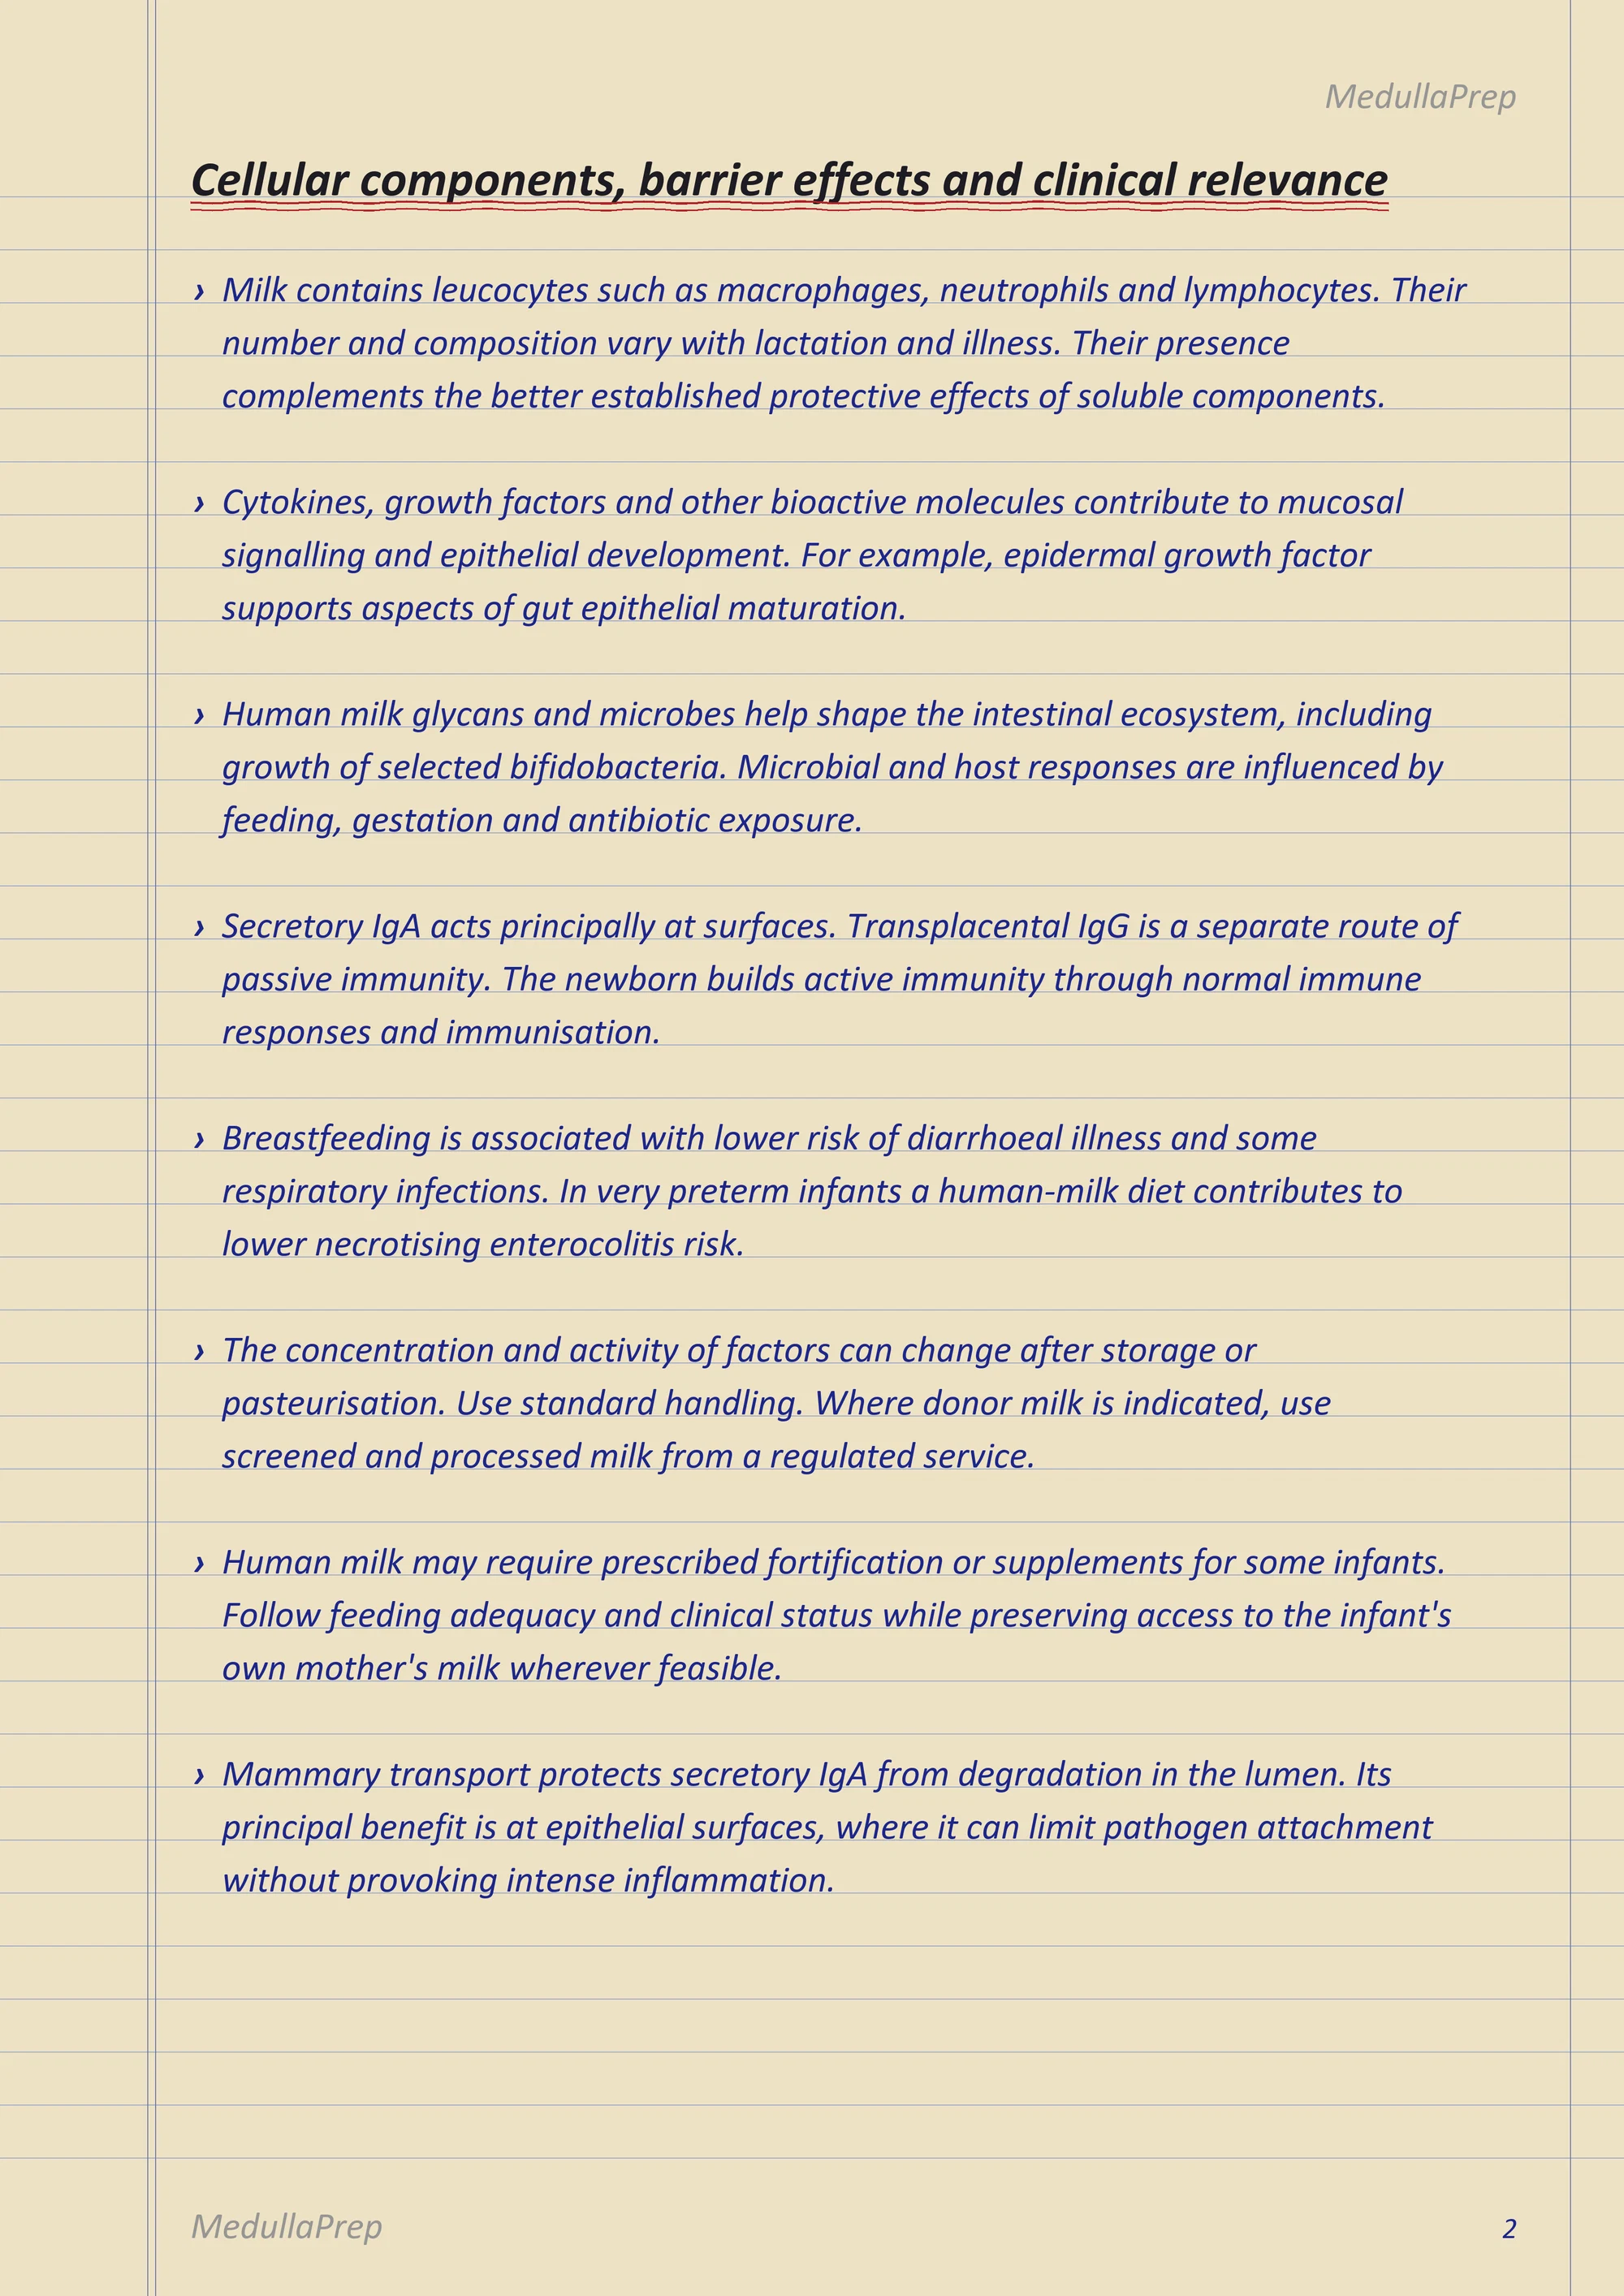 MedullaPrep
Cellular components, barrier effects and clinical relevance
› Milk contains leucocytes such as macrophages, neutrophils and lymphocytes. Their
number and composition vary with lactation and illness. Their presence
complements the better established protective effects of soluble components.
› Cytokines, growth factors and other bioactive molecules contribute to mucosal
signalling and epithelial development. For example, epidermal growth factor
supports aspects of gut epithelial maturation.
› Human milk glycans and microbes help shape the intestinal ecosystem, including
growth of selected bifidobacteria. Microbial and host responses are influenced by
feeding, gestation and antibiotic exposure.
› Secretory IgA acts principally at surfaces. Transplacental IgG is a separate route of
passive immunity. The newborn builds active immunity through normal immune
responses and immunisation.
› Breastfeeding is associated with lower risk of diarrhoeal illness and some
respiratory infections. In very preterm infants a human-milk diet contributes to
lower necrotising enterocolitis risk.
› The concentration and activity of factors can change after storage or
pasteurisation. Use standard handling. Where donor milk is indicated, use
screened and processed milk from a regulated service.
› Human milk may require prescribed fortification or supplements for some infants.
Follow feeding adequacy and clinical status while preserving access to the infant's
own mother's milk wherever feasible.
› Mammary transport protects secretory IgA from degradation in the lumen. Its
principal benefit is at epithelial surfaces, where it can limit pathogen attachment
without provoking intense inflammation.
MedullaPrep
2